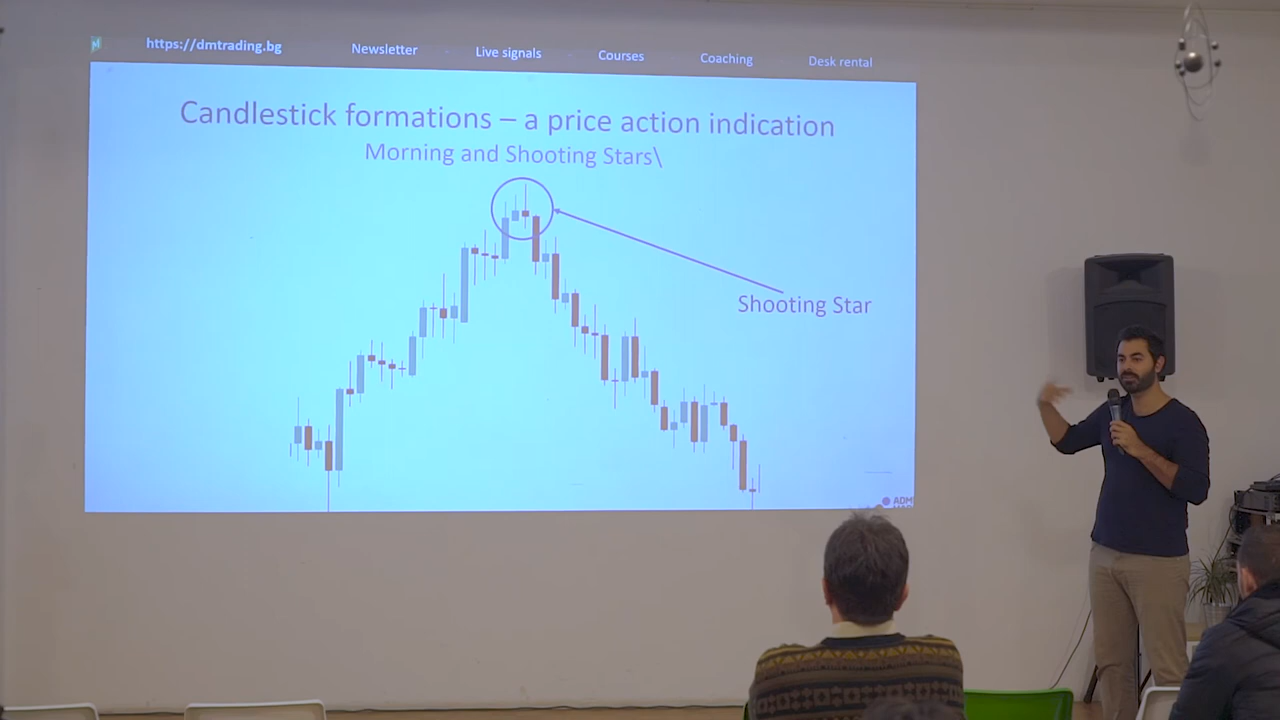 https://dmtrading.bg Newsletter - Live signals - Courses Coaching Desk rental
Candlestick formations – a price action indication
Morning and Shooting Stars\
Shooting Star